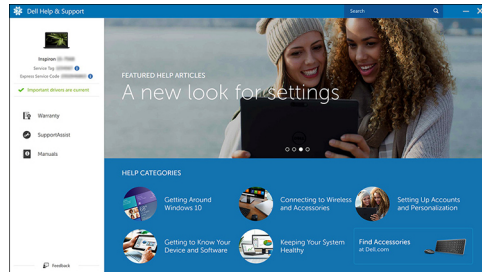 Dell Help & Support
Search
Inspiron
Service Tag
Express Service Code
Important drivers are current
Warranty
SupportAssist
Manuals
Feedback
FEATURED HELP ARTICLES
A new look for settings
HELP CATEGORIES
Getting Around
Windows 10
Connecting to Wireless
and Accessories
Setting Up Accounts
and Personalization
Getting to Know Your
Device and Software
Keeping Your System
Healthy
Find Accessories
at Dell.com